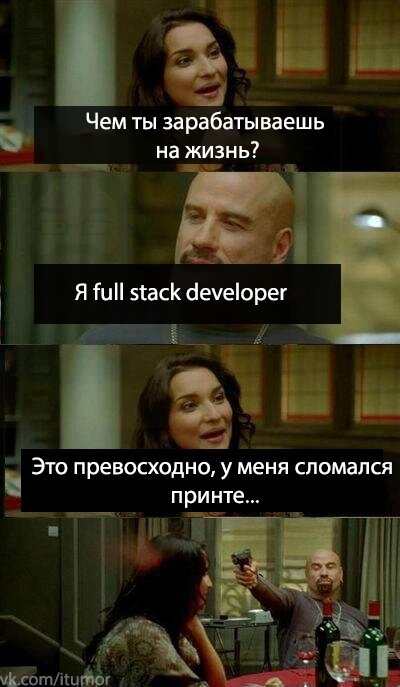 Чем ты зарабатываешь
на жизнь?
Я full stack developer
Это превосходно, у меня сломался
принте...
vk.com/itumor